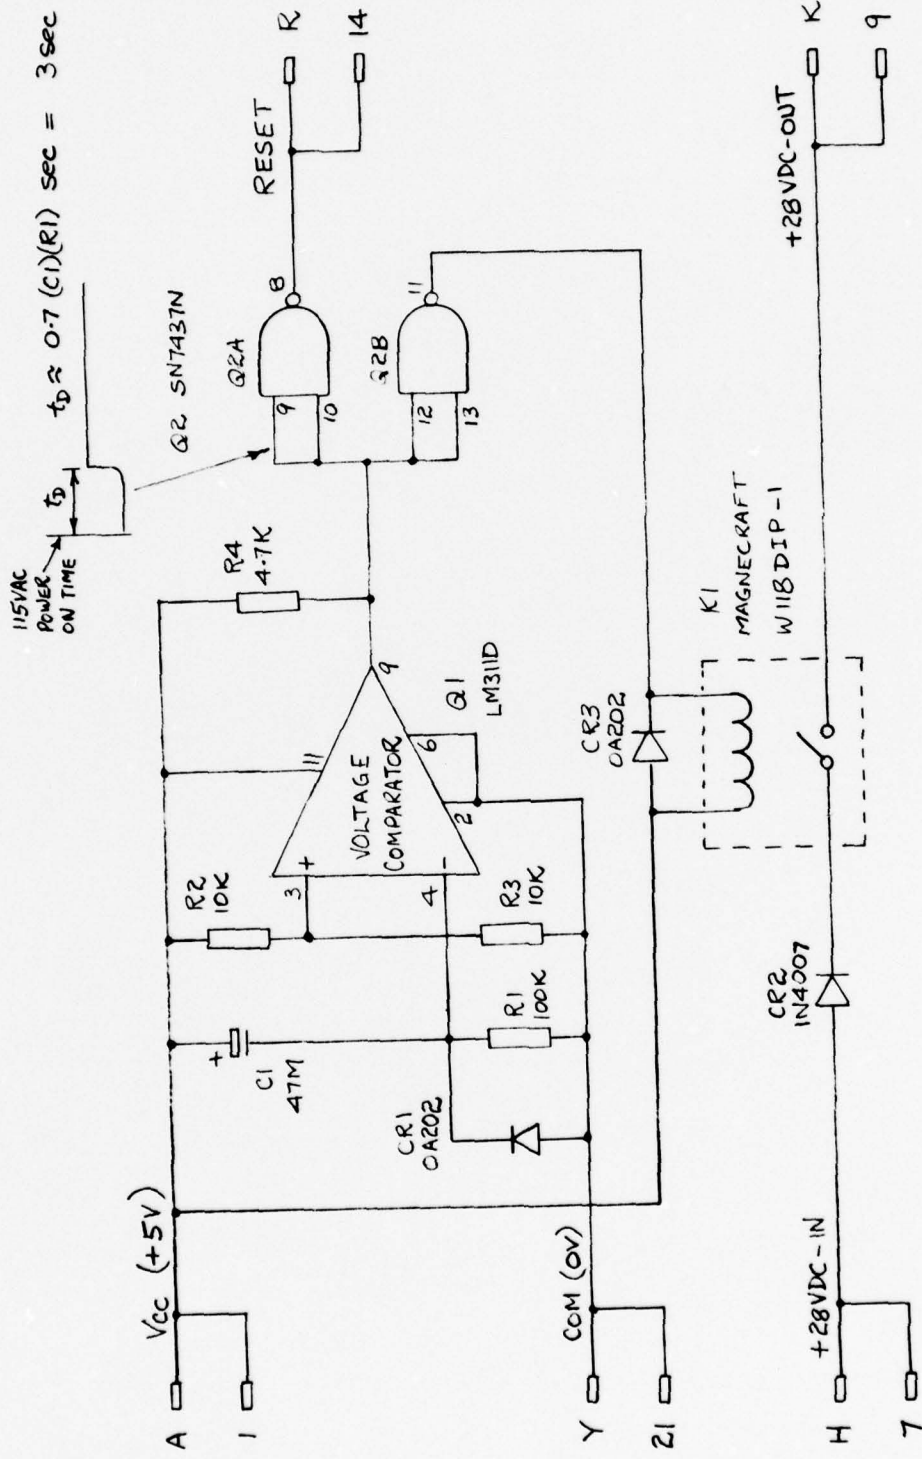 115VAC
POWER
ON TIME
tD
tD ≈ 0.7 (C1)(R1) sec = 3 sec
Q2 SN7437N
VCC (+5V)
A
1
C1
47M
+
R2
10K
R4
4.7K
3
+
4
-
11
VOLTAGE
COMPARATOR
9
6
2
Q1
LM311D
Q2A
9
10
8
RESET
R
14
Q2B
12
13
11
CR1
OA202
R1
100K
R3
10K
COM (0V)
Y
21
CR3
OA202
K1
MAGNECRAFT
W118DIP-1
+28VDC-IN
H
7
CR2
1N4007
+28VDC-OUT
K
9